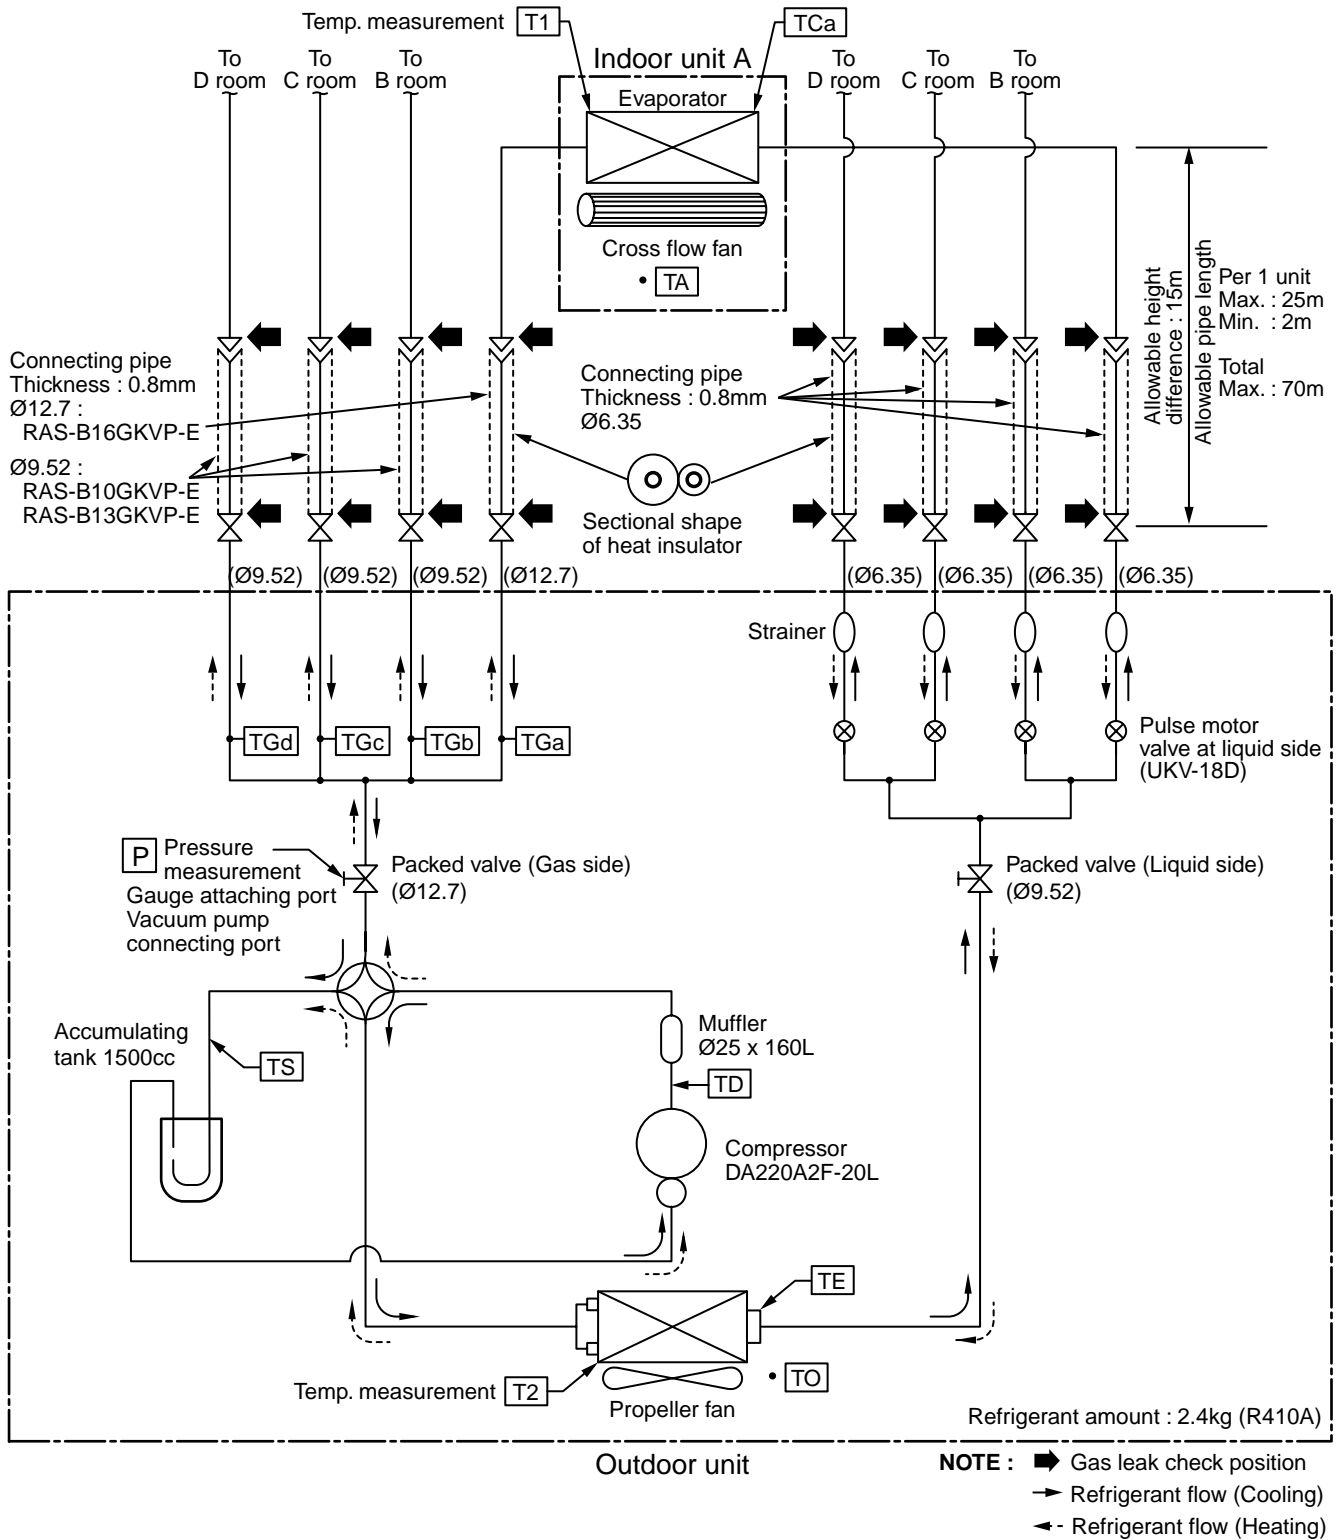 Temp. measurement T1
TCa
To
D room
To
C room
To
B room
Indoor unit A
To
D room
To
C room
To
B room
Evaporator
Cross flow fan
• TA
Allowable height
difference : 15m
Allowable pipe length
Per 1 unit
Max. : 25m
Min. : 2m
Total
Max. : 70m
Connecting pipe
Thickness : 0.8mm
Ø12.7 :
RAS-B16GKVP-E
Ø9.52 :
RAS-B10GKVP-E
RAS-B13GKVP-E
Connecting pipe
Thickness : 0.8mm
Ø6.35
Sectional shape
of heat insulator
(Ø9.52) (Ø9.52) (Ø9.52) (Ø12.7)
(Ø6.35) (Ø6.35) (Ø6.35) (Ø6.35)
Strainer
TGd TGc TGb TGa
Pulse motor
valve at liquid side
(UKV-18D)
P Pressure
measurement
Gauge attaching port
Vacuum pump
connecting port
Packed valve (Gas side)
(Ø12.7)
Packed valve (Liquid side)
(Ø9.52)
Accumulating
tank 1500cc
TS
Muffler
Ø25 x 160L
TD
Compressor
DA220A2F-20L
TE
Temp. measurement T2
• TO
Propeller fan
Refrigerant amount : 2.4kg (R410A)
Outdoor unit
NOTE : Gas leak check position
Refrigerant flow (Cooling)
Refrigerant flow (Heating)